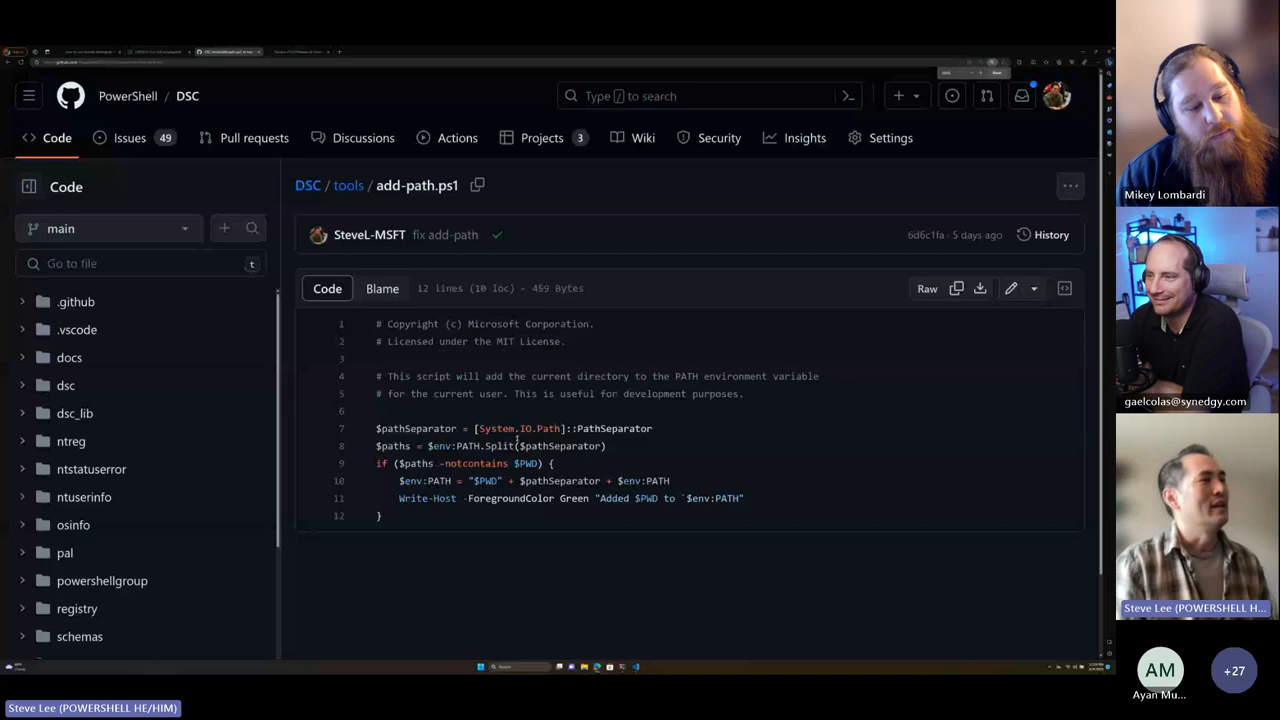 PowerShell / DSC
Type / to search
Code
Issues 49
Pull requests
Discussions
Actions
Projects 3
Wiki
Security
Insights
Settings
Code
main
Go to file t
.github
.vscode
docs
dsc
dsc_lib
ntreg
ntstatuserror
ntuserinfo
osinfo
pal
powershellgroup
registry
schemas
DSC / tools / add-path.ps1
SteveL-MSFT fix add-path
6d6c1fa · 5 days ago
History
Code
Blame
12 lines (10 loc) · 459 Bytes
Raw
1 # Copyright (c) Microsoft Corporation.
2 # Licensed under the MIT License.
3
4 # This script will add the current directory to the PATH environment variable
5 # for the current user. This is useful for development purposes.
6
7 $pathSeparator = [System.IO.Path]::PathSeparator
8 $paths = $env:PATH.Split($pathSeparator)
9 if ($paths -notcontains $PWD) {
10 $env:PATH = "$PWD" + $pathSeparator + $env:PATH
11 Write-Host -ForegroundColor Green "Added $PWD to `$env:PATH"
12 }
Search
Mikey Lombardi
gaelcolas@synedgy.com
Steve Lee (POWERSHELL H...
AM
Ayan Mu...
+27
Steve Lee (POWERSHELL HE/HIM)